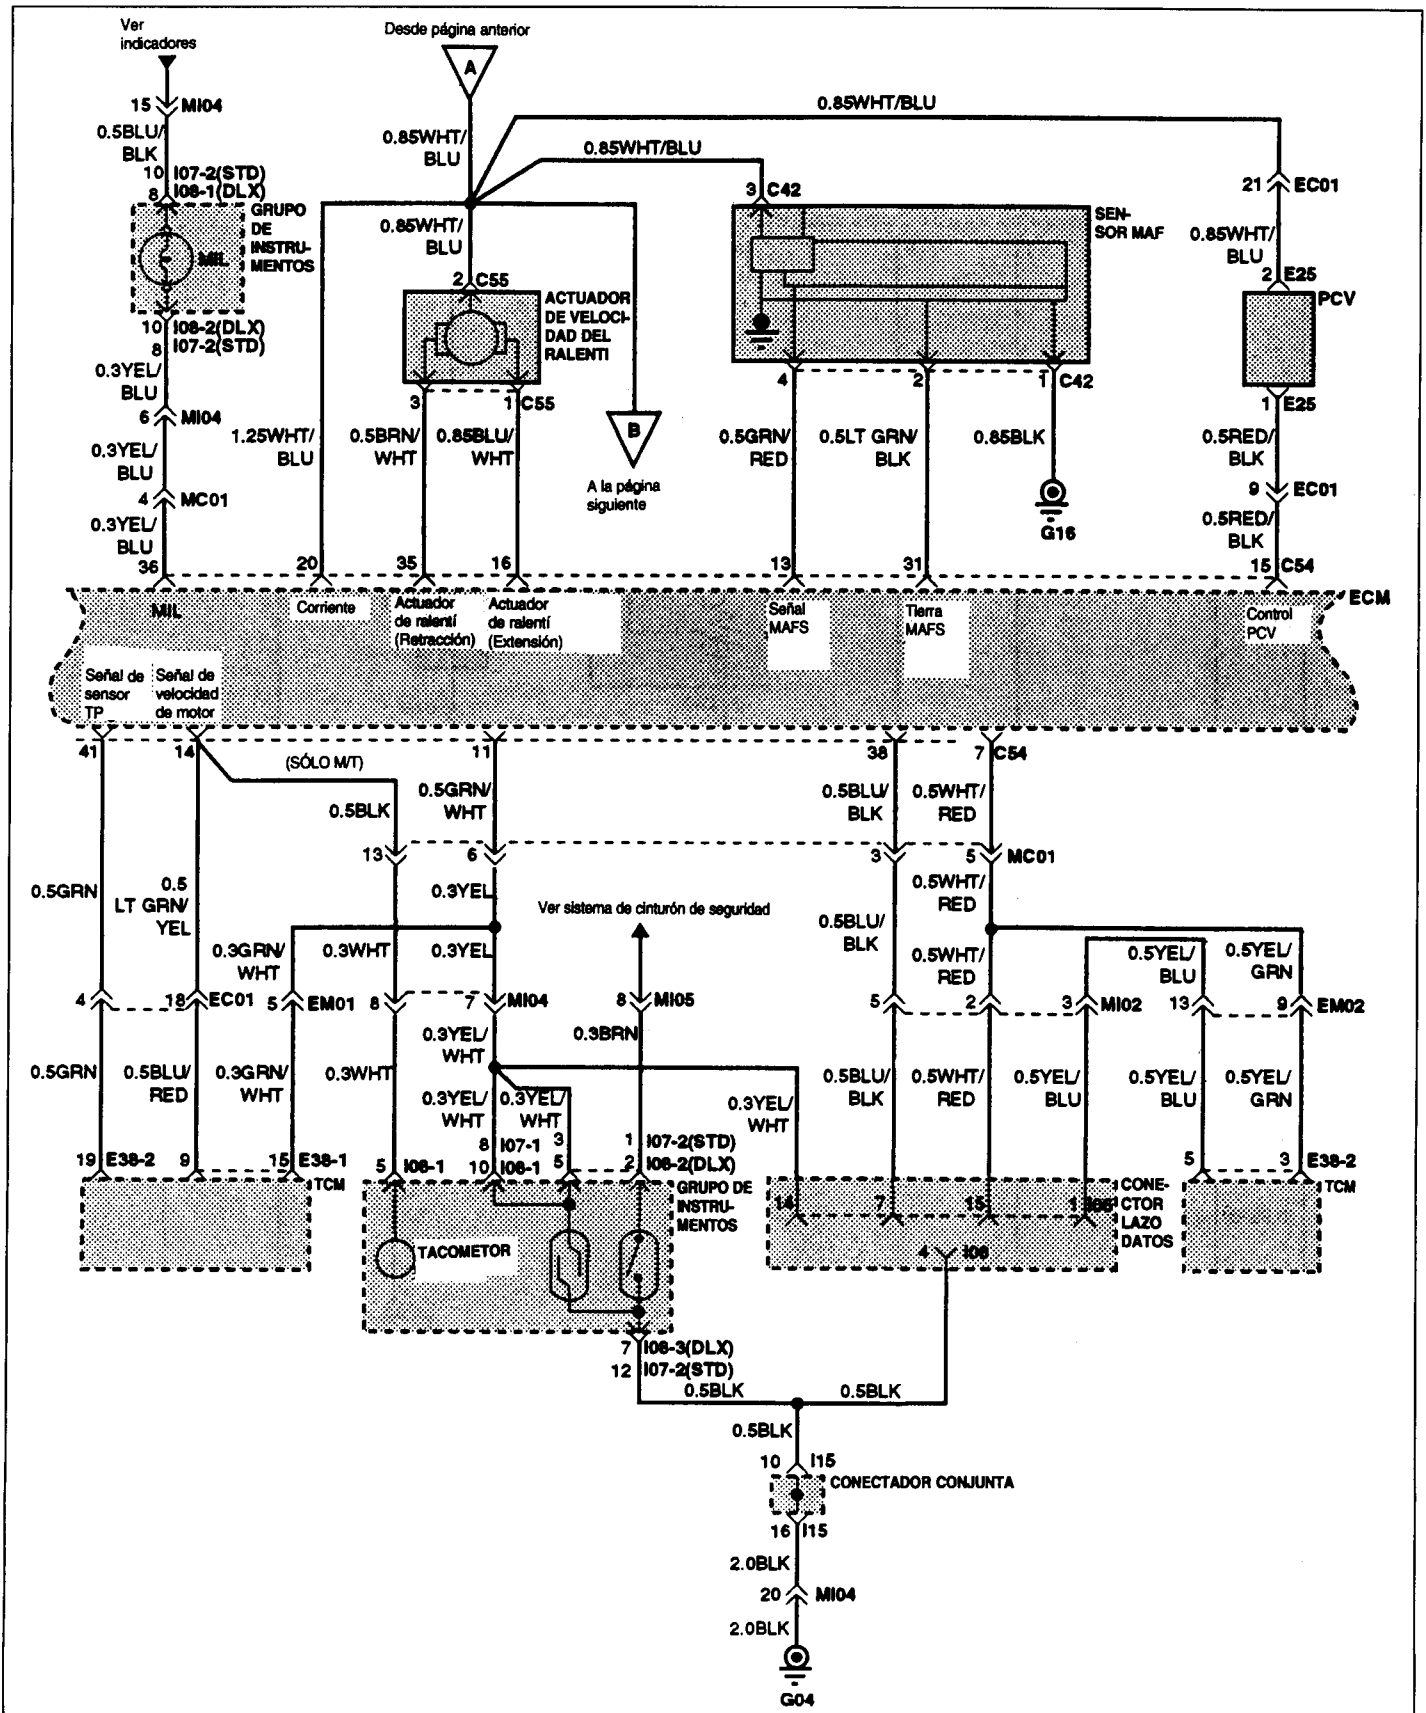 Ver
indicadores
Desde página anterior
A
15 MI04
0.5BLU/
BLK
0.85WHT/
BLU
0.85WHT/BLU
0.85WHT/BLU
10 I07-2(STD)
8 I08-1(DLX)
GRUPO
DE
INSTRU-
MENTOS
MIL
10 I08-2(DLX)
8 I07-2(STD)
0.85WHT/
BLU
2 C55
ACTUADOR
DE VELOCI-
DAD DEL
RALENTI
3
1 C55
3 C42
SEN-
SOR MAF
4
2
1 C42
21 EC01
0.85WHT/
BLU
2 E25
PCV
1 E25
0.3YEL/
BLU
6 MI04
0.3YEL/
BLU
4 MC01
0.3YEL/
BLU
1.25WHT/
BLU
0.5BRN/
WHT
0.85BLU/
WHT
B
A la página
siguiente
0.5GRN/
RED
0.5LT GRN/
BLK
0.85BLK
G16
0.5RED/
BLK
9 EC01
0.5RED/
BLK
36
20
35
16
13
31
15 C54
ECM
MIL
Corriente
Actuador
de ralentí
(Retracción)
Actuador
de ralentí
(Extensión)
Señal
MAFS
Tierra
MAFS
Control
PCV
Señal de
sensor
TP
Señal de
velocidad
de motor
41
14
11
38
7 C54
(SÓLO M/T)
0.5BLK
0.5GRN/
WHT
0.5BLU/
BLK
0.5WHT/
RED
13
6
3
5 MC01
0.5GRN
0.5
LT GRN/
YEL
0.3YEL
Ver sistema de cinturón de seguridad
0.5BLU/
BLK
0.5WHT/
RED
0.3GRN/
WHT
0.3WHT
0.3YEL
0.5WHT/
RED
0.5YEL/
BLU
0.5YEL/
GRN
4
18 EC01
5 EM01
8
7 MI04
8 MI05
5
2
3 MI02
13
9 EM02
0.5GRN
0.5BLU/
RED
0.3GRN/
WHT
0.3WHT
0.3YEL/
WHT
0.3BRN
0.3YEL/
WHT
0.3YEL/
WHT
0.3YEL/
WHT
0.5BLU/
BLK
0.5WHT/
RED
0.5YEL/
BLU
0.5YEL/
BLU
0.5YEL/
GRN
19 E38-2
9
15 E38-1
TCM
5 I08-1
8 I07-1 3
10 I08-1 5
1 I07-2(STD)
2 I08-2(DLX)
GRUPO DE
INSTRU-
MENTOS
TACOMETOR
14
7
15
1 I06
4 I06
CONE-
CTOR
LAZO
DATOS
5
3 E38-2
TCM
7 I08-3(DLX)
12 I07-2(STD)
0.5BLK
0.5BLK
0.5BLK
10 I15
CONECTADOR CONJUNTA
16 I15
2.0BLK
20 MI04
2.0BLK
G04